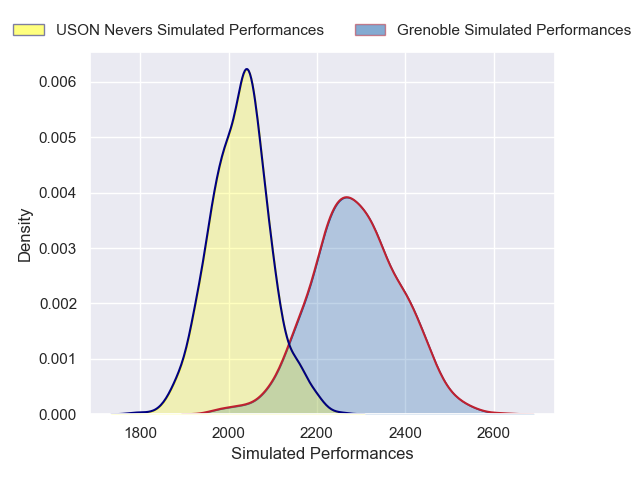 USON Nevers Simulated Performances Grenoble Simulated Performances
0.006
0.005
0.004
0.003
0.002
0.001
0.000
Density
1800 2000 2200 2400 2600
Simulated Performances